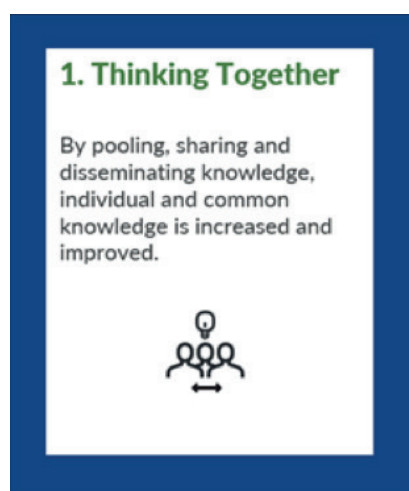 1. Thinking Together
By pooling, sharing and
disseminating knowledge,
individual and common
knowledge is increased and
improved.